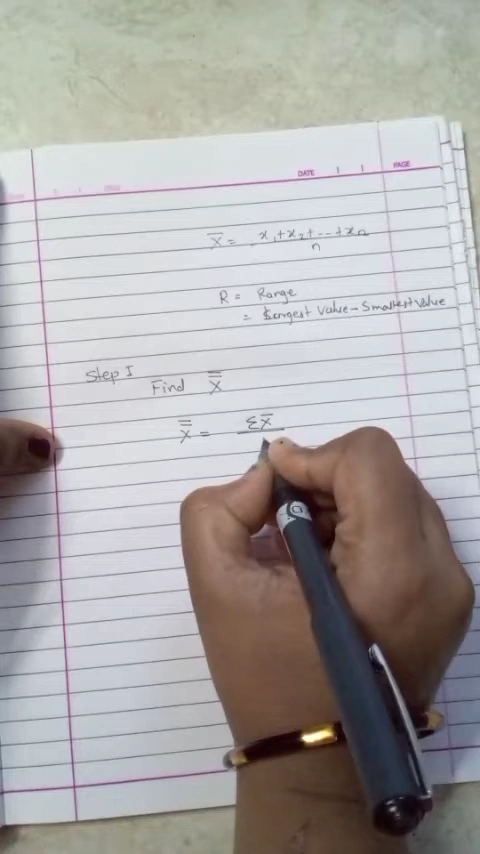 DATE
PAGE
x̄ = x₁+x₂+---+xₙ
n
R = Range
= Largest Value - Smallest Value
Step I
Find x̿
x̿ = Σx̄